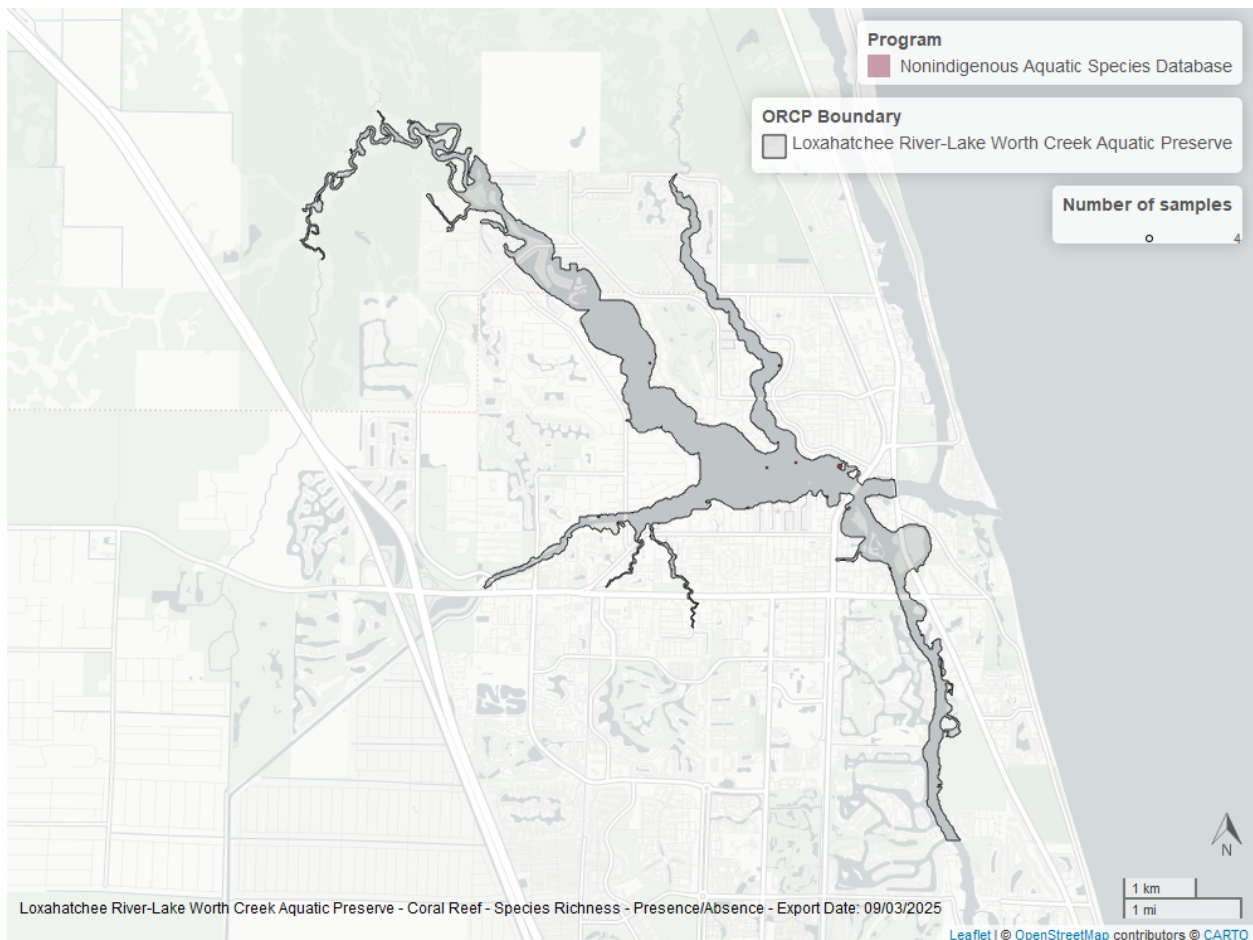 Program
Nonindigenous Aquatic Species Database
ORCP Boundary
Loxahatchee River-Lake Worth Creek Aquatic Preserve
Number of samples
4
N
1 km
1 mi
Loxahatchee River-Lake Worth Creek Aquatic Preserve - Coral Reef - Species Richness - Presence/Absence - Export Date: 09/03/2025
Leaflet | © OpenStreetMap contributors © CARTO